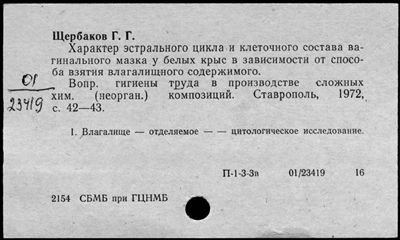 Щербаков Г. Г.
Характер эстрального цикла и клеточного состава ва-
гинального мазка у белых крыс в зависимости от спосо-
ба взятия влагалищного содержимого.
01
23419
Вопр. гигиены труда в производстве сложных
хим. (неорган.) композиций. Ставрополь, 1972,
с. 42—43.
1. Влагалище — отделяемое — — цитологическое исследование.
П-1-3-3в 01/23419 16
2154 СБМБ при ГЦНМБ